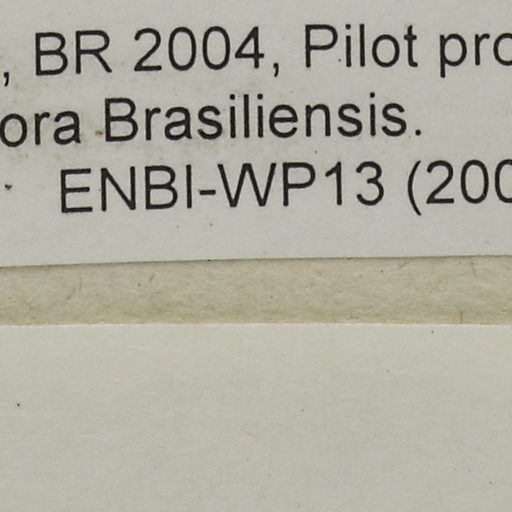 , BR 2004, Pilot pro
ora Brasiliensis.
ENBI-WP13 (200